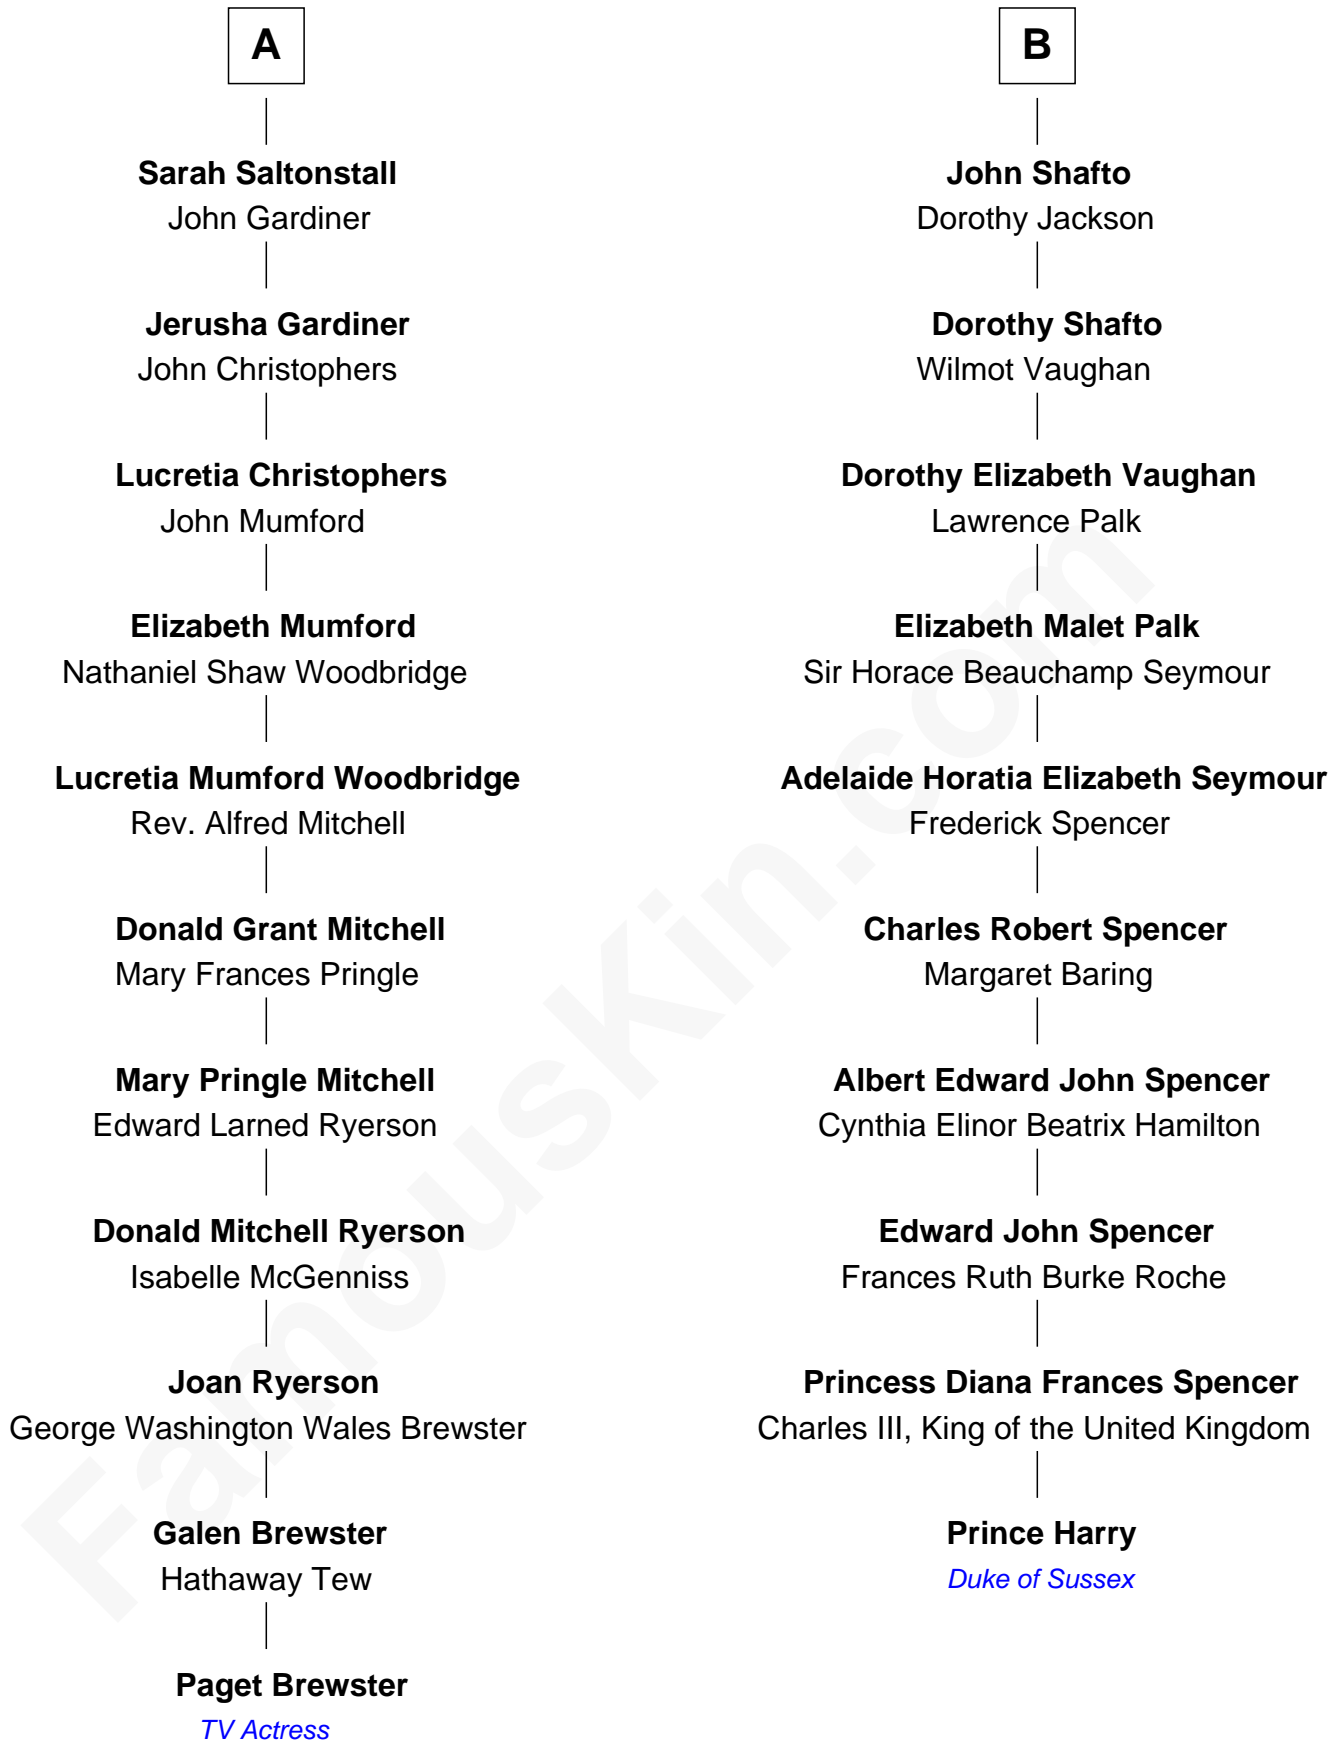 A
Sarah Saltonstall
John Gardiner
Jerusha Gardiner
John Christophers
Lucretia Christophers
John Mumford
Elizabeth Mumford
Nathaniel Shaw Woodbridge
Lucretia Mumford Woodbridge
Rev. Alfred Mitchell
Donald Grant Mitchell
Mary Frances Pringle
Mary Pringle Mitchell
Edward Larned Ryerson
Donald Mitchell Ryerson
Isabelle McGenniss
Joan Ryerson
George Washington Wales Brewster
Galen Brewster
Hathaway Tew
Paget Brewster
TV Actress
B
John Shafto
Dorothy Jackson
Dorothy Shafto
Wilmot Vaughan
Dorothy Elizabeth Vaughan
Lawrence Palk
Elizabeth Malet Palk
Sir Horace Beauchamp Seymour
Adelaide Horatia Elizabeth Seymour
Frederick Spencer
Charles Robert Spencer
Margaret Baring
Albert Edward John Spencer
Cynthia Elinor Beatrix Hamilton
Edward John Spencer
Frances Ruth Burke Roche
Princess Diana Frances Spencer
Charles III, King of the United Kingdom
Prince Harry
Duke of Sussex
FamousKin.com